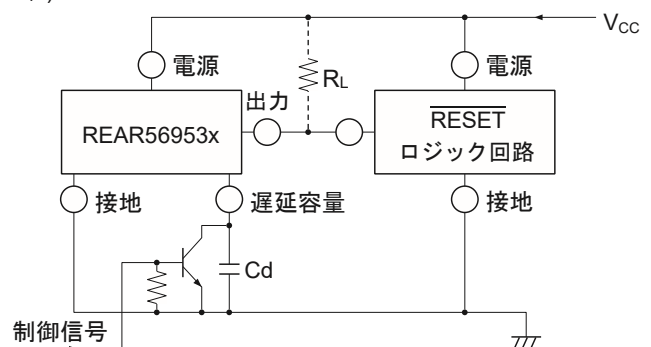 Vcc
電源
電源
RL
出力
REAR56953x
RESET
ロジック回路
接地
遅延容量
接地
Cd
制御信号